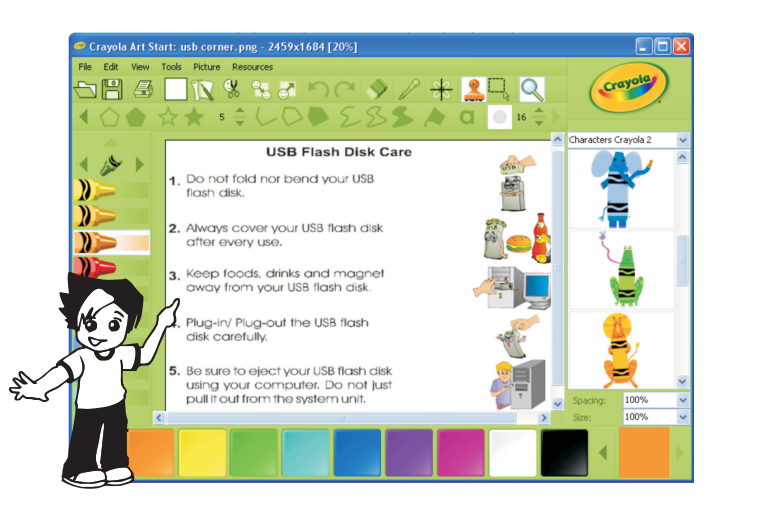 Crayola Art Start: usb corner.png - 2459x1684 [20%]
File Edit View Tools Picture Resources
Crayola
5
a
16
Characters Crayola 2
USB Flash Disk Care
1. Do not fold nor bend your USB
flash disk.
2. Always cover your USB flash disk
after every use.
3. Keep foods, drinks and magnet
away from your USB flash disk.
4. Plug-in/ Plug-out the USB flash
disk carefully.
5. Be sure to eject your USB flash disk
using your computer. Do not just
pull it out from the system unit.
Spacing: 100%
Size: 100%